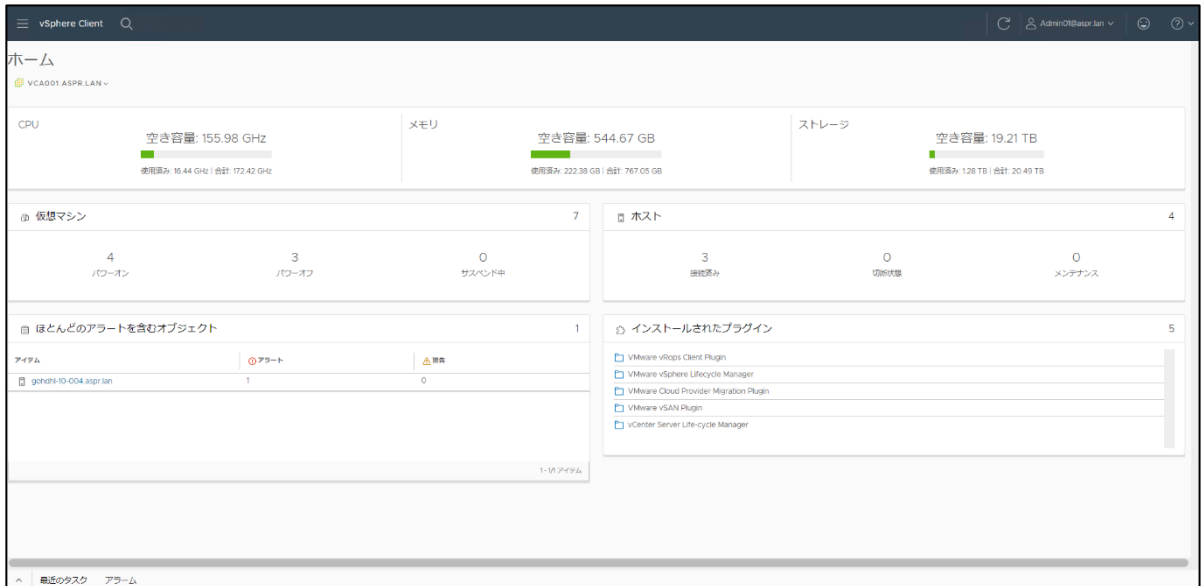 vSphere Client
Admin01@aspr.lan
ホーム
VCA001.ASPR.LAN
CPU
空き容量: 155.98 GHz
使用済み: 16.44 GHz | 合計: 172.42 GHz
メモリ
空き容量: 544.67 GB
使用済み: 222.38 GB | 合計: 767.05 GB
ストレージ
空き容量: 19.21 TB
使用済み: 1.28 TB | 合計: 20.49 TB
仮想マシン 7
4 3 0
パワーオン パワーオフ サスペンド中
ホスト 4
3 0 0
接続済み 切断状態 メンテナンス
ほとんどのアラートを含むオブジェクト 1
アイテム アラート 警告
gohdhl-10-004.aspr.lan 1 0
1 - 1/1 アイテム
インストールされたプラグイン 5
VMware vRops Client Plugin
VMware vSphere Lifecycle Manager
VMware Cloud Provider Migration Plugin
VMware vSAN Plugin
vCenter Server Life-cycle Manager
最近のタスク アラーム